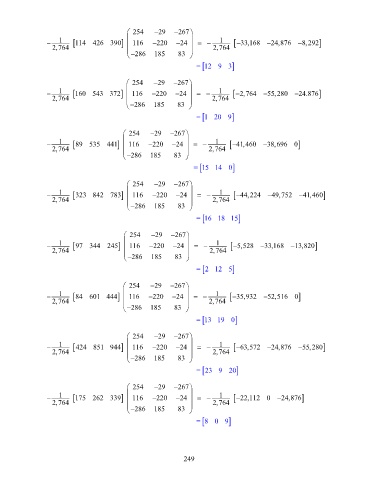 254 −29 −267
−1/2,764 [114 426 390] 116 −220 −24 = −1/2,764 [−33,168 −24,876 −8,292]
−286 185 83
= [12 9 3]
254 −29 −267
−1/2,764 [160 543 372] 116 −220 −24 = −1/2,764 [−2,764 −55,280 −24.876]
−286 185 83
= [1 20 9]
254 −29 −267
−1/2,764 [89 535 441] 116 −220 −24 = −1/2,764 [−41,460 −38,696 0]
−286 185 83
= [15 14 0]
254 −29 −267
−1/2,764 [323 842 783] 116 −220 −24 = −1/2,764 [−44,224 −49,752 −41,460]
−286 185 83
= [16 18 15]
254 −29 −267
−1/2,764 [97 344 245] 116 −220 −24 = −1/2,764 [−5,528 −33,168 −13,820]
−286 185 83
= [2 12 5]
254 −29 −267
−1/2,764 [84 601 444] 116 −220 −24 = −1/2,764 [−35,932 −52,516 0]
−286 185 83
= [13 19 0]
254 −29 −267
−1/2,764 [424 851 944] 116 −220 −24 = −1/2,764 [−63,572 −24,876 −55,280]
−286 185 83
= [23 9 20]
254 −29 −267
−1/2,764 [175 262 339] 116 −220 −24 = −1/2,764 [−22,112 0 −24,876]
−286 185 83
= [8 0 9]
249